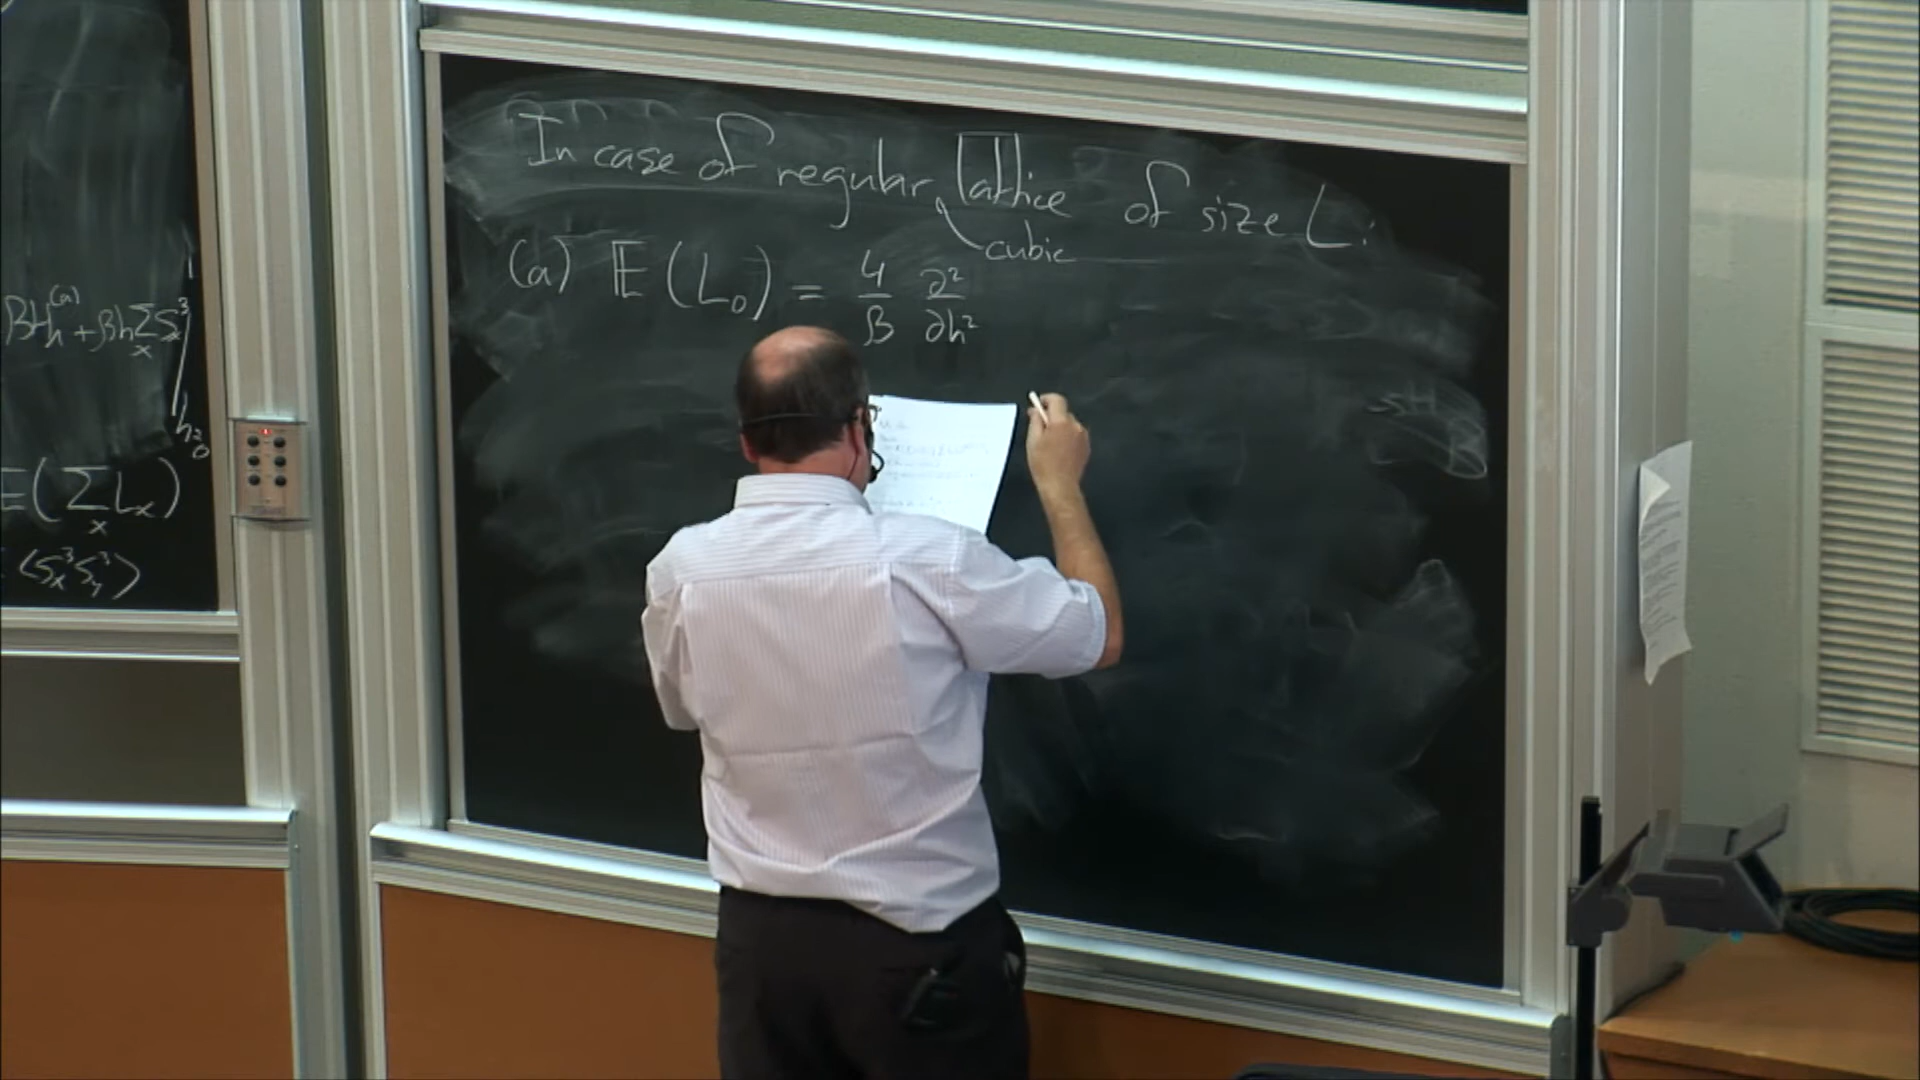 βH_h^{(a)} + βh Σ_x S_x^3 |_{h=0}
E(Σ_x L_x)
⟨S_x^3 S_y^3⟩
In case of regular, lattice of size L:
cubic
(a) 𝔼(L_0) = 4/β ∂²/∂h²